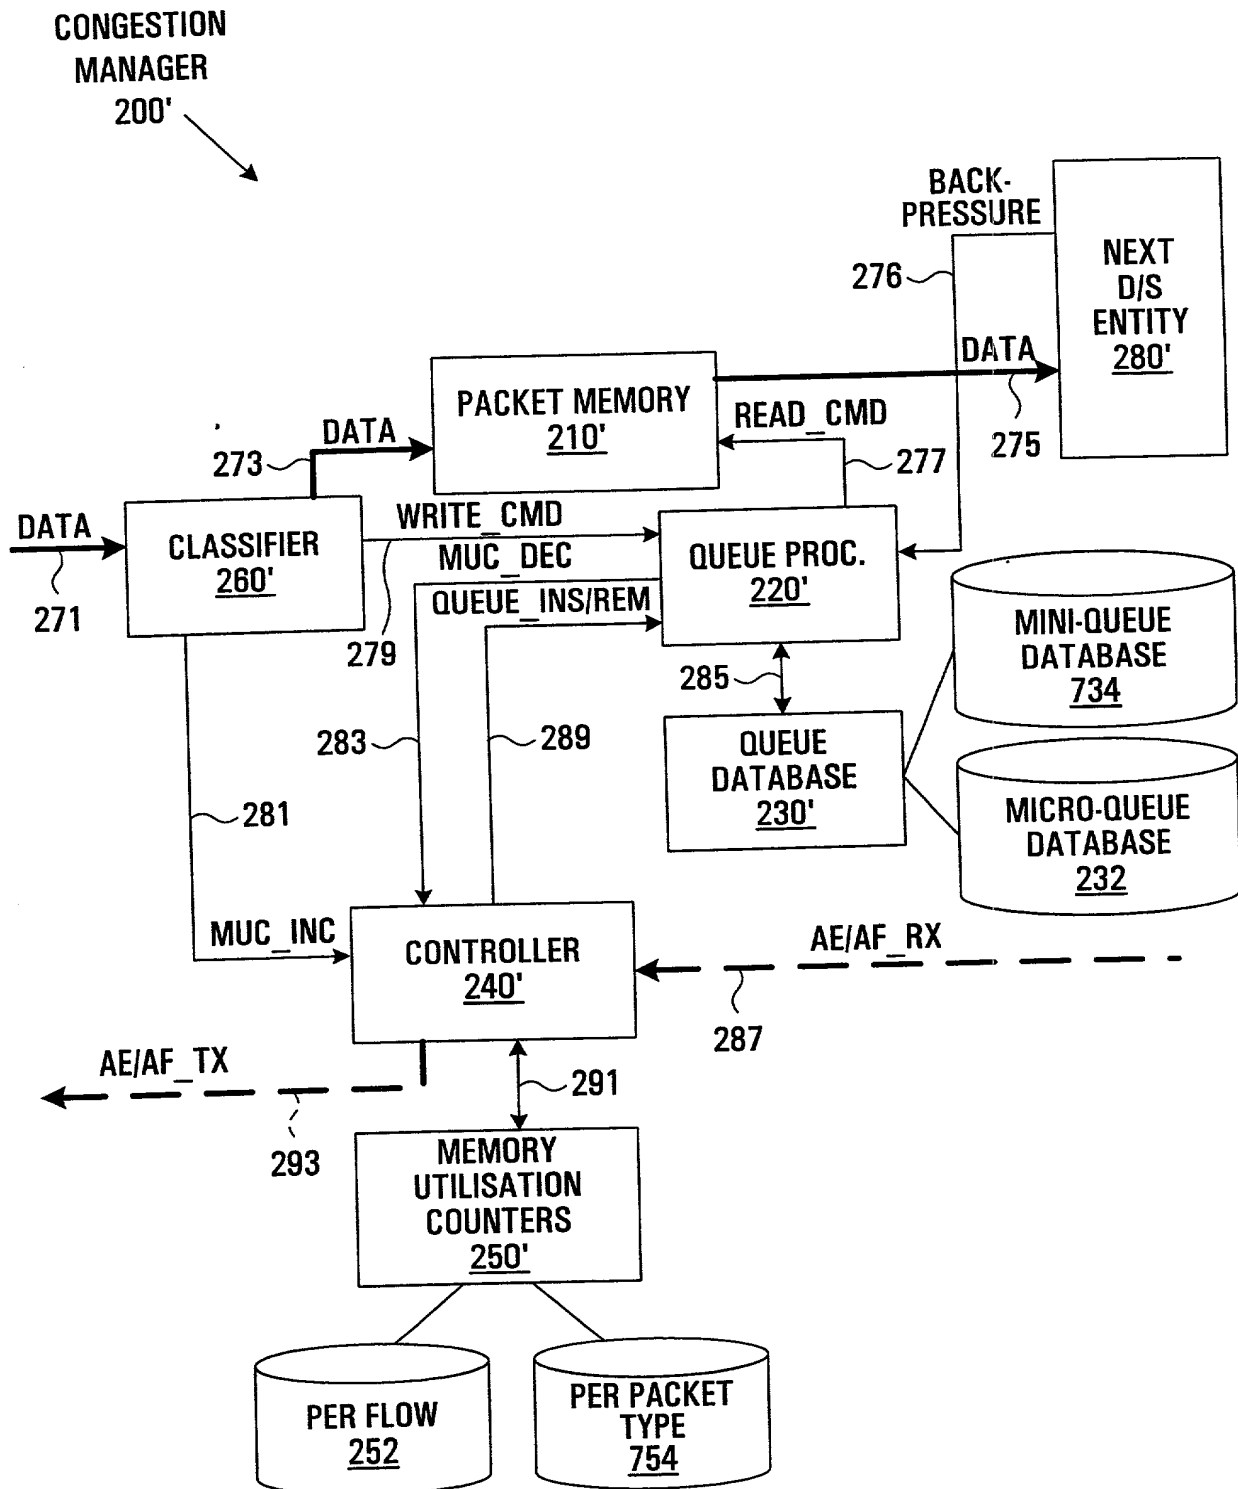 CONGESTION
MANAGER
200'
BACK-
PRESSURE
276
NEXT
D/S
ENTITY
280'
DATA
275
PACKET MEMORY
210'
READ_CMD
277
DATA
273
DATA
271
CLASSIFIER
260'
WRITE_CMD
279
MUC_DEC
QUEUE_INS/REM
QUEUE PROC.
220'
MINI-QUEUE
DATABASE
734
285
283
289
QUEUE
DATABASE
230'
MICRO-QUEUE
DATABASE
232
281
MUC_INC
CONTROLLER
240'
AE/AF_RX
287
AE/AF_TX
293
291
MEMORY
UTILISATION
COUNTERS
250'
PER FLOW
252
PER PACKET
TYPE
754